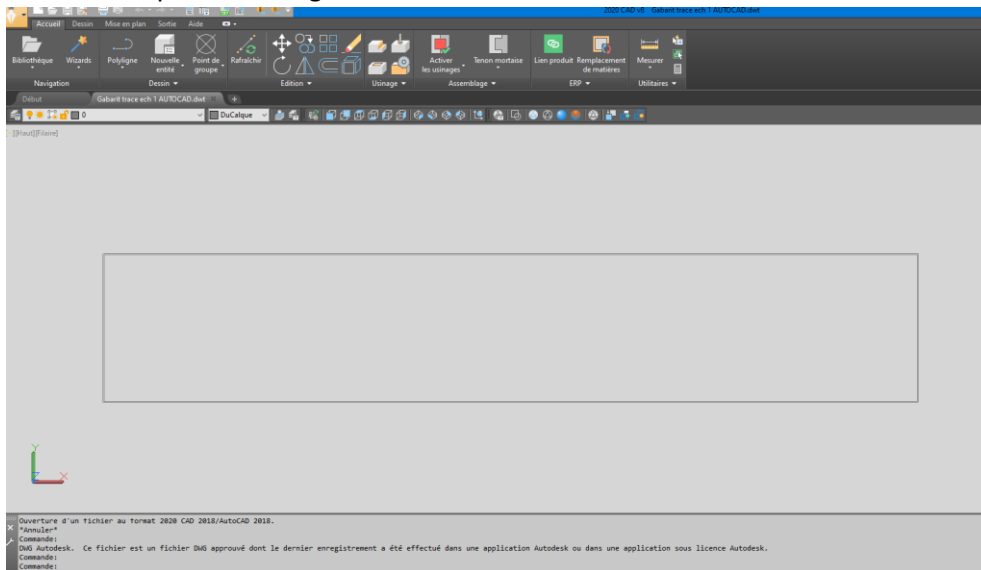 2020 CAD v8 Gabarit trace ech 1 AUTOCAD.dwt
Accueil Dessin Mise en plan Sortie Aide
Bibliothèque Wizards Polyligne Nouvelle entité Point de groupe Rafraîchir Activer les usinages Tenon mortaise Lien produit Remplacement de matières Mesurer
Navigation Dessin Edition Usinage Assemblage ERP Utilitaires
Début Gabarit trace ech 1 AUTOCAD.dwt
0 DuCalque
[-][Haut][Filaire]
Y
Z X
Ouverture d'un fichier au format 2020 CAD 2018/AutoCAD 2018.
*Annuler*
Commande:
DWG Autodesk. Ce fichier est un fichier DWG approuvé dont le dernier enregistrement a été effectué dans une application Autodesk ou dans une application sous licence Autodesk.
Commande:
Commande: